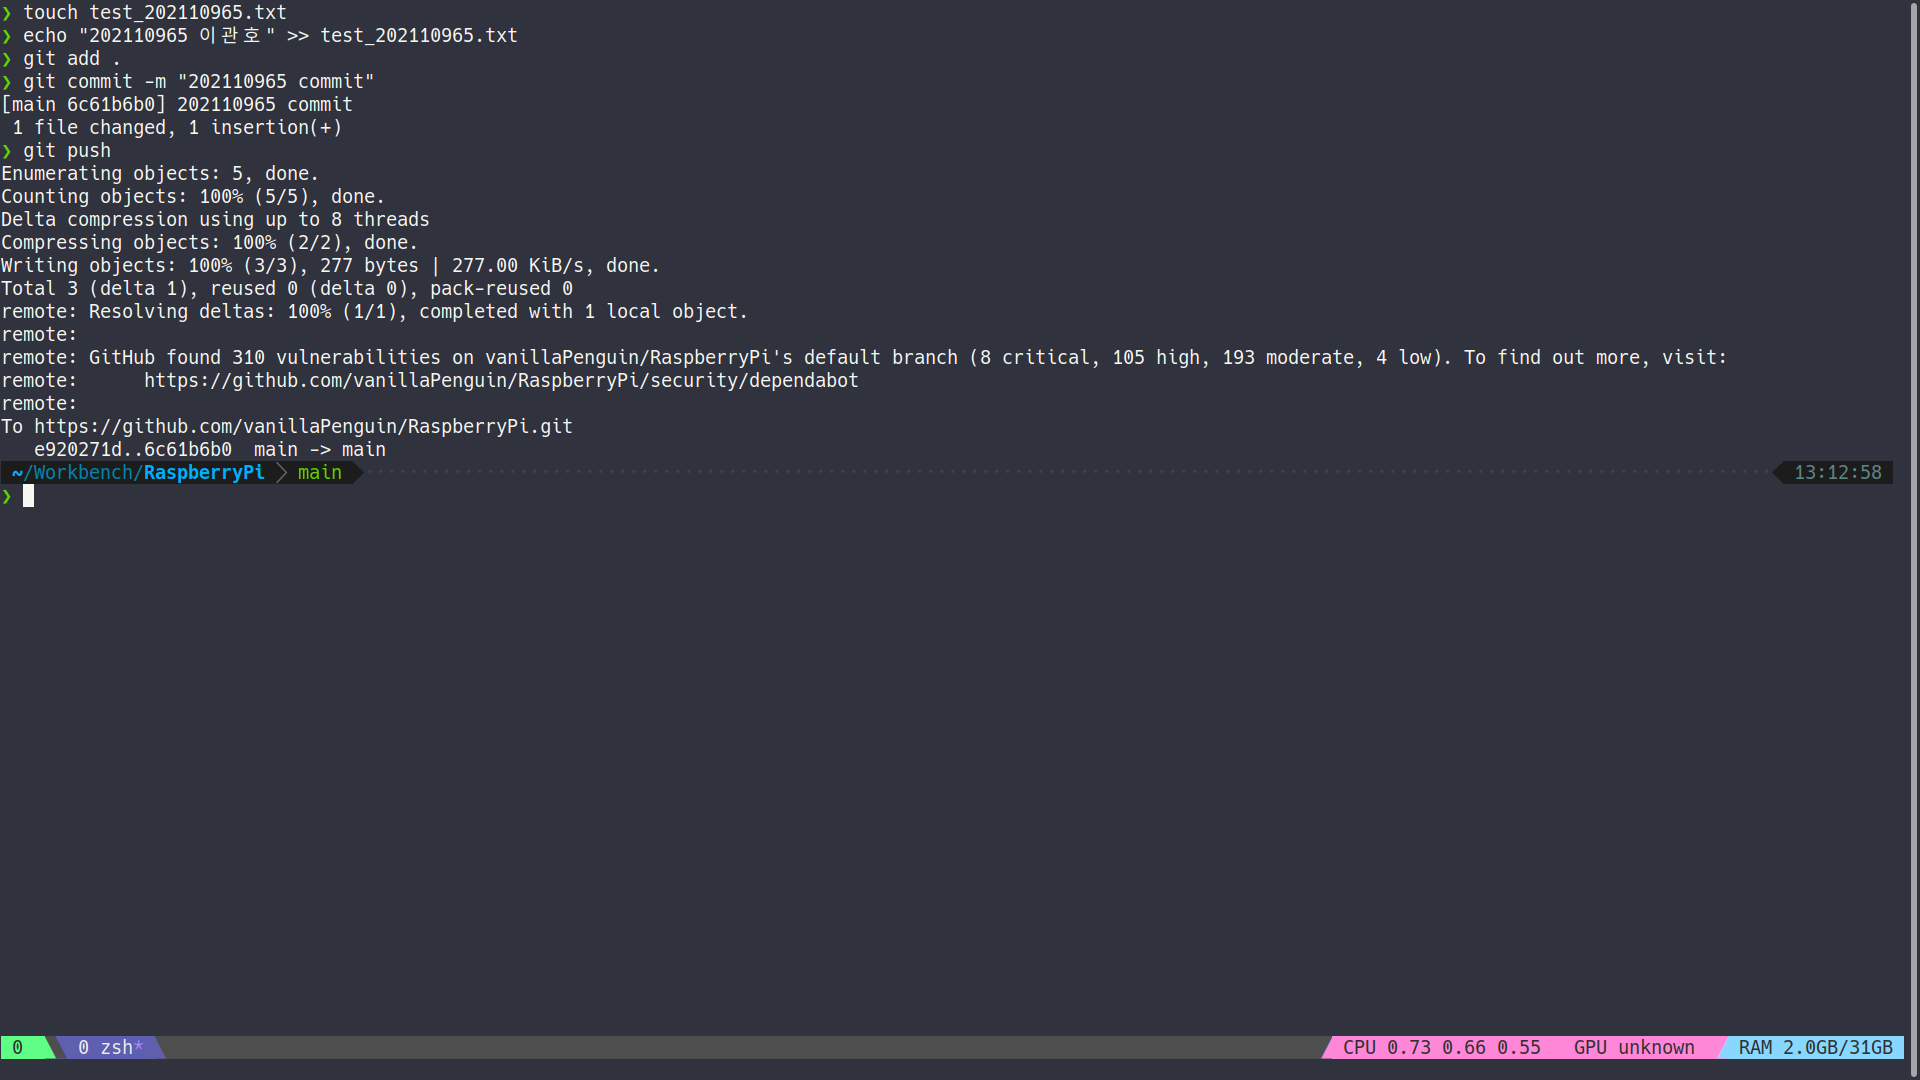 ❯ touch test_202110965.txt
❯ echo "202110965 이관호" >> test_202110965.txt
❯ git add .
❯ git commit -m "202110965 commit"
[main 6c61b6b0] 202110965 commit
 1 file changed, 1 insertion(+)
❯ git push
Enumerating objects: 5, done.
Counting objects: 100% (5/5), done.
Delta compression using up to 8 threads
Compressing objects: 100% (2/2), done.
Writing objects: 100% (3/3), 277 bytes | 277.00 KiB/s, done.
Total 3 (delta 1), reused 0 (delta 0), pack-reused 0
remote: Resolving deltas: 100% (1/1), completed with 1 local object.
remote:
remote: GitHub found 310 vulnerabilities on vanillaPenguin/RaspberryPi's default branch (8 critical, 105 high, 193 moderate, 4 low). To find out more, visit:
remote:      https://github.com/vanillaPenguin/RaspberryPi/security/dependabot
remote:
To https://github.com/vanillaPenguin/RaspberryPi.git
   e920271d..6c61b6b0  main -> main
~/Workbench/RaspberryPi main 13:12:58
❯
0 0 zsh* CPU 0.73 0.66 0.55 GPU unknown RAM 2.0GB/31GB